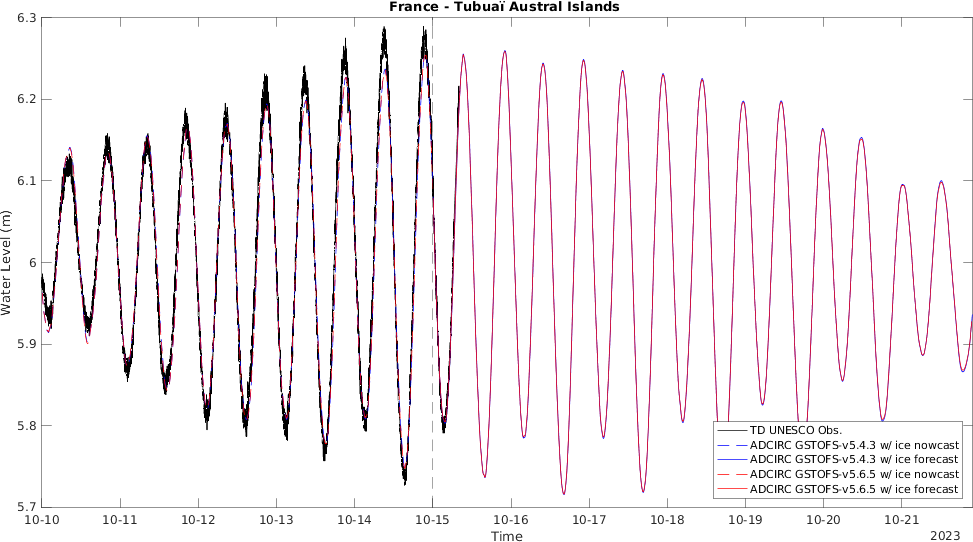 France - Tubuaï Austral Islands
6.3
6.2
6.1
6
5.9
5.8
5.7
Water Level (m)
TD UNESCO Obs.
ADCIRC GSTOFS-v5.4.3 w/ ice nowcast
ADCIRC GSTOFS-v5.4.3 w/ ice forecast
ADCIRC GSTOFS-v5.6.5 w/ ice nowcast
ADCIRC GSTOFS-v5.6.5 w/ ice forecast
10-10 10-11 10-12 10-13 10-14 10-15 10-16 10-17 10-18 10-19 10-20 10-21
Time
2023